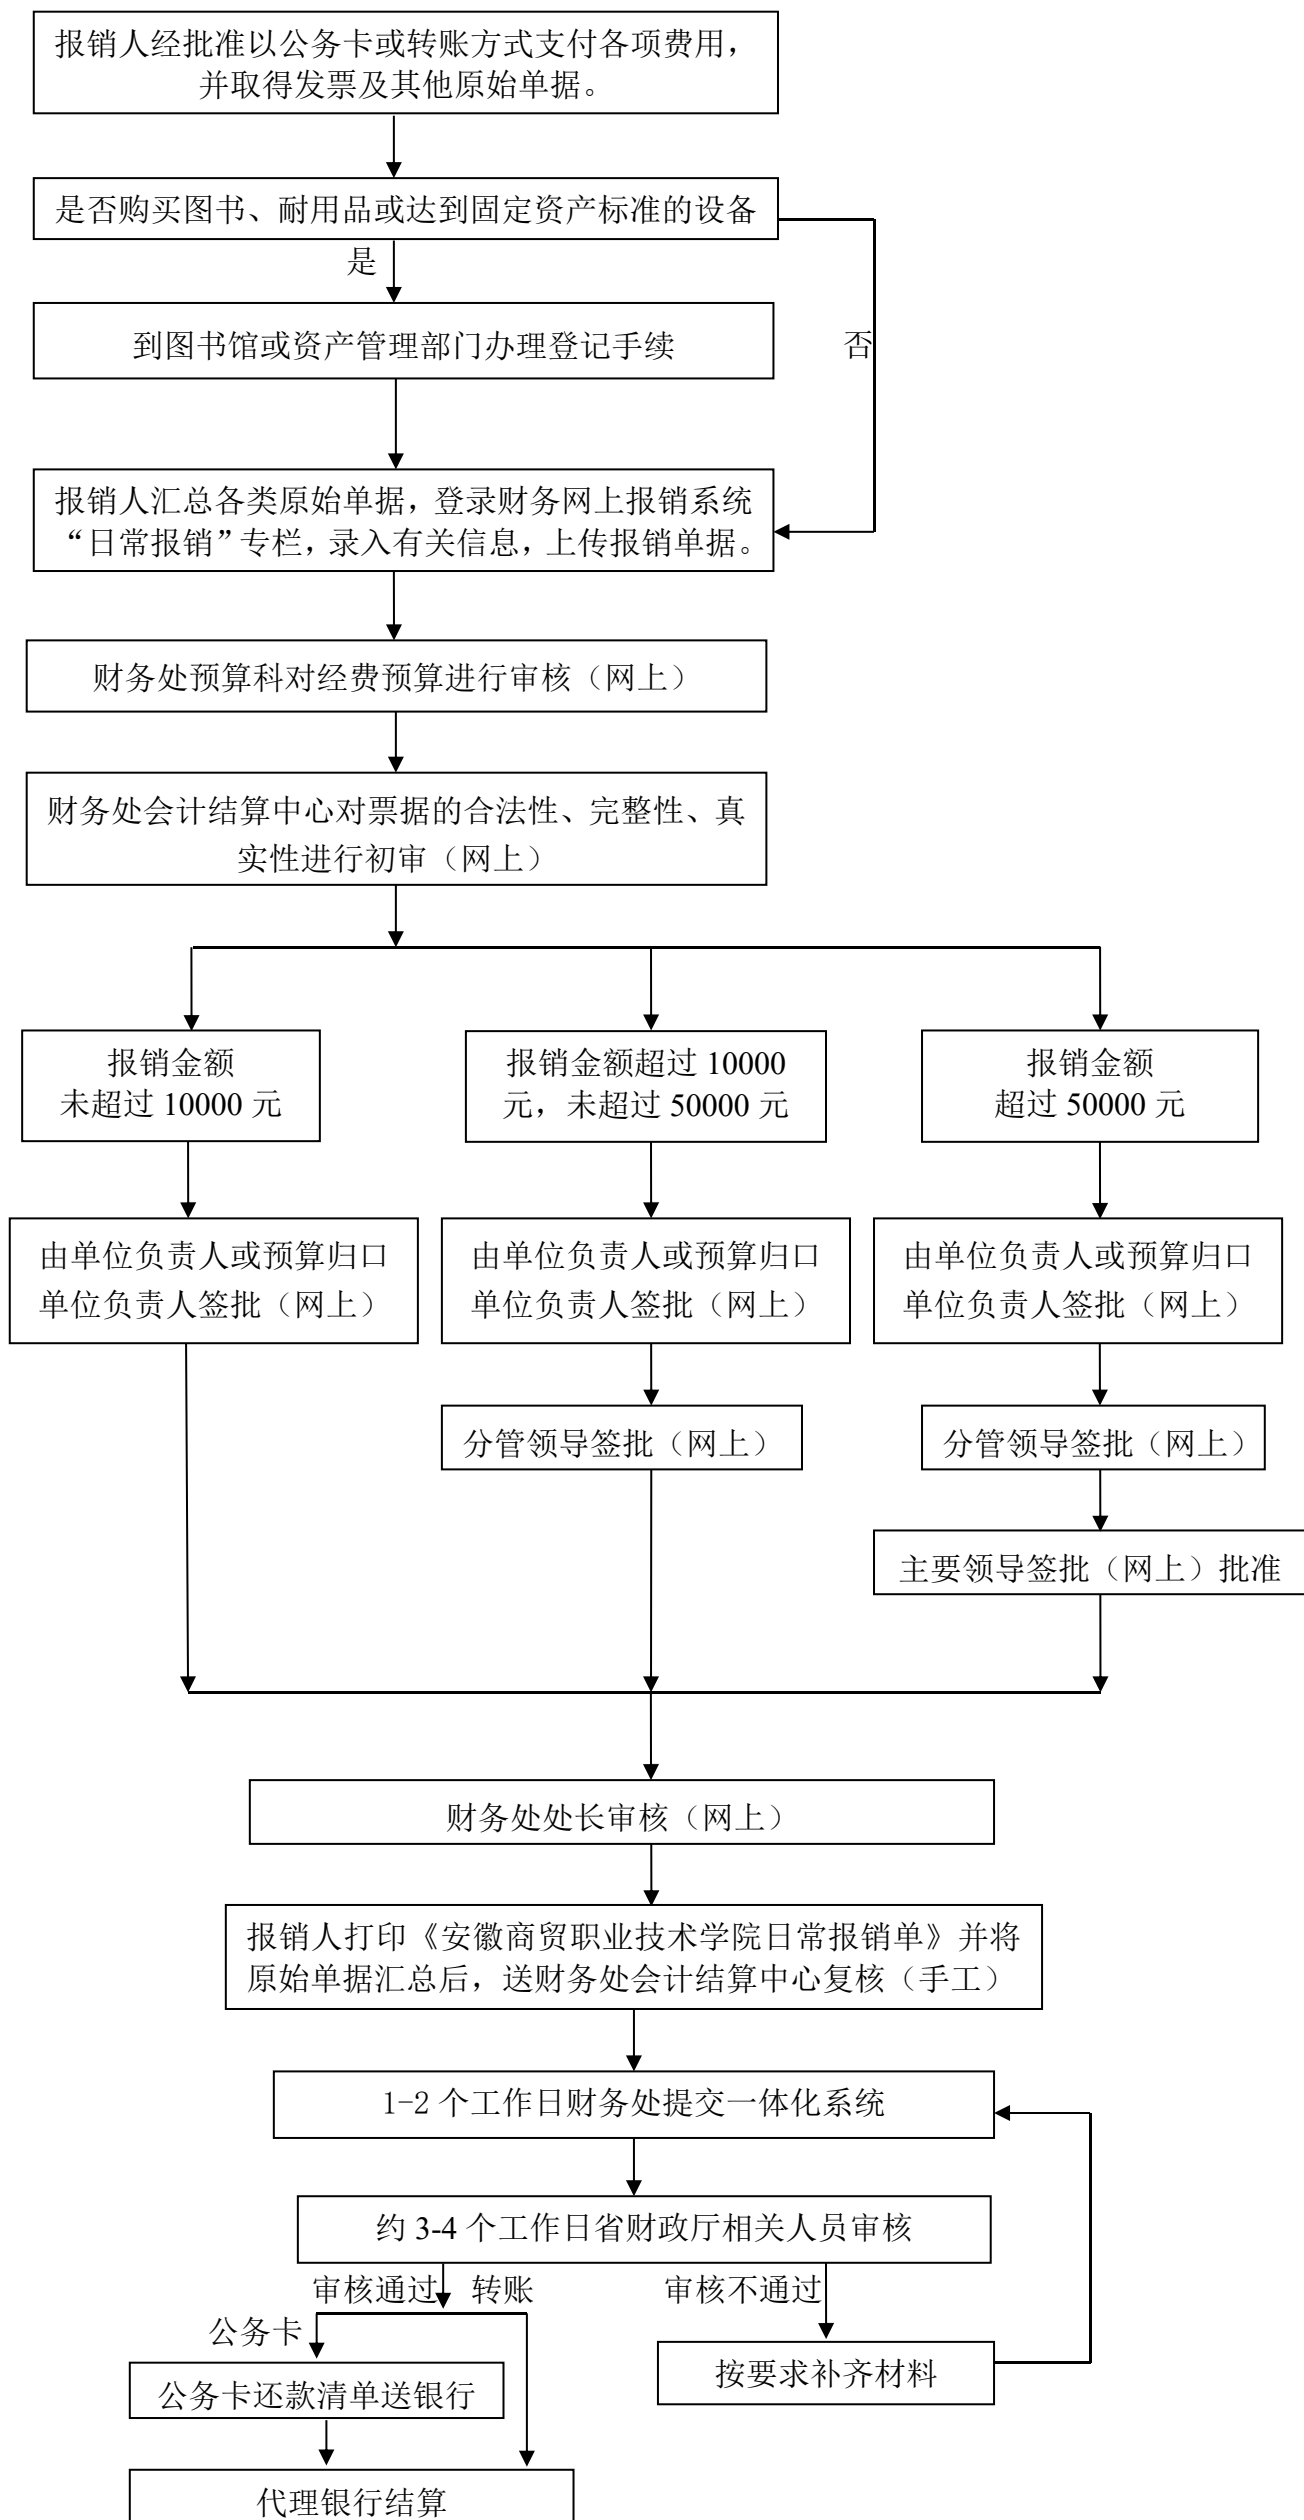 报销人经批准以公务卡或转账方式支付各项费用，
并取得发票及其他原始单据。
是否购买图书、耐用品或达到固定资产标准的设备
是
否
到图书馆或资产管理部门办理登记手续
报销人汇总各类原始单据，登录财务网上报销系统
“日常报销”专栏，录入有关信息，上传报销单据。
财务处预算科对经费预算进行审核（网上）
财务处会计结算中心对票据的合法性、完整性、真
实性进行初审（网上）
报销金额
未超过 10000 元
报销金额超过 10000
元，未超过 50000 元
报销金额
超过 50000 元
由单位负责人或预算归口
单位负责人签批（网上）
由单位负责人或预算归口
单位负责人签批（网上）
由单位负责人或预算归口
单位负责人签批（网上）
分管领导签批（网上）
分管领导签批（网上）
主要领导签批（网上）批准
财务处处长审核（网上）
报销人打印《安徽商贸职业技术学院日常报销单》并将
原始单据汇总后，送财务处会计结算中心复核（手工）
1-2 个工作日财务处提交一体化系统
约 3-4 个工作日省财政厅相关人员审核
审核通过
转账
审核不通过
公务卡
公务卡还款清单送银行
按要求补齐材料
代理银行结算